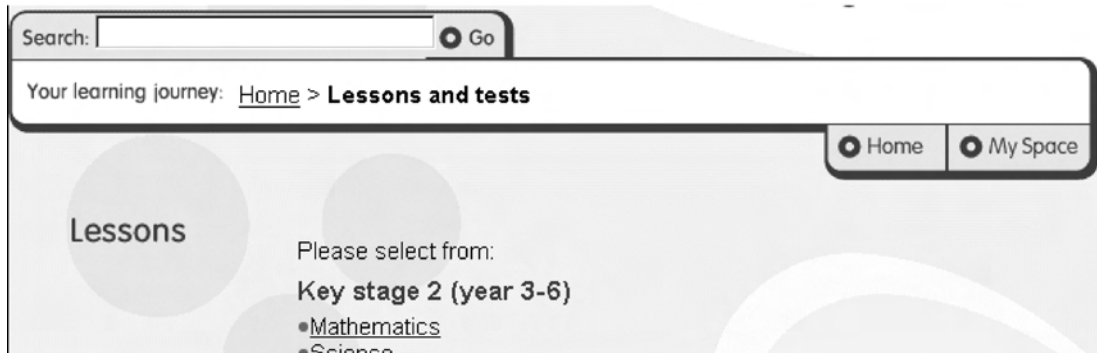 Search: Go
Your learning journey: Home > Lessons and tests
Home My Space
Lessons
Please select from:
Key stage 2 (year 3-6)
•Mathematics
•Science